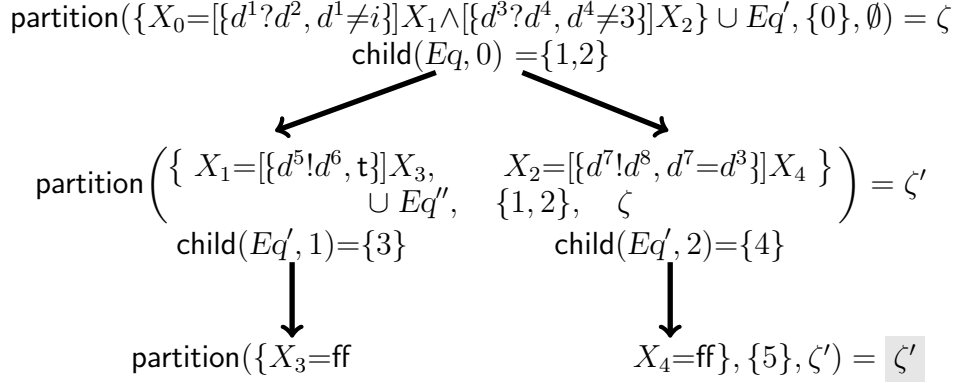 partition({X₀=[{d¹?d², d¹≠i}]X₁∧[{d³?d⁴, d⁴≠3}]X₂} ∪ Eq′, {0}, ∅) = ζ
child(Eq, 0) ={1,2}
partition({ X₁=[{d⁵!d⁶, t}]X₃, X₂=[{d⁷!d⁸, d⁷=d³}]X₄ }) = ζ′
∪ Eq″, {1, 2}, ζ
child(Eq′, 1)={3} child(Eq′, 2)={4}
partition({X₃=ff X₄=ff}, {5}, ζ′) = ζ′